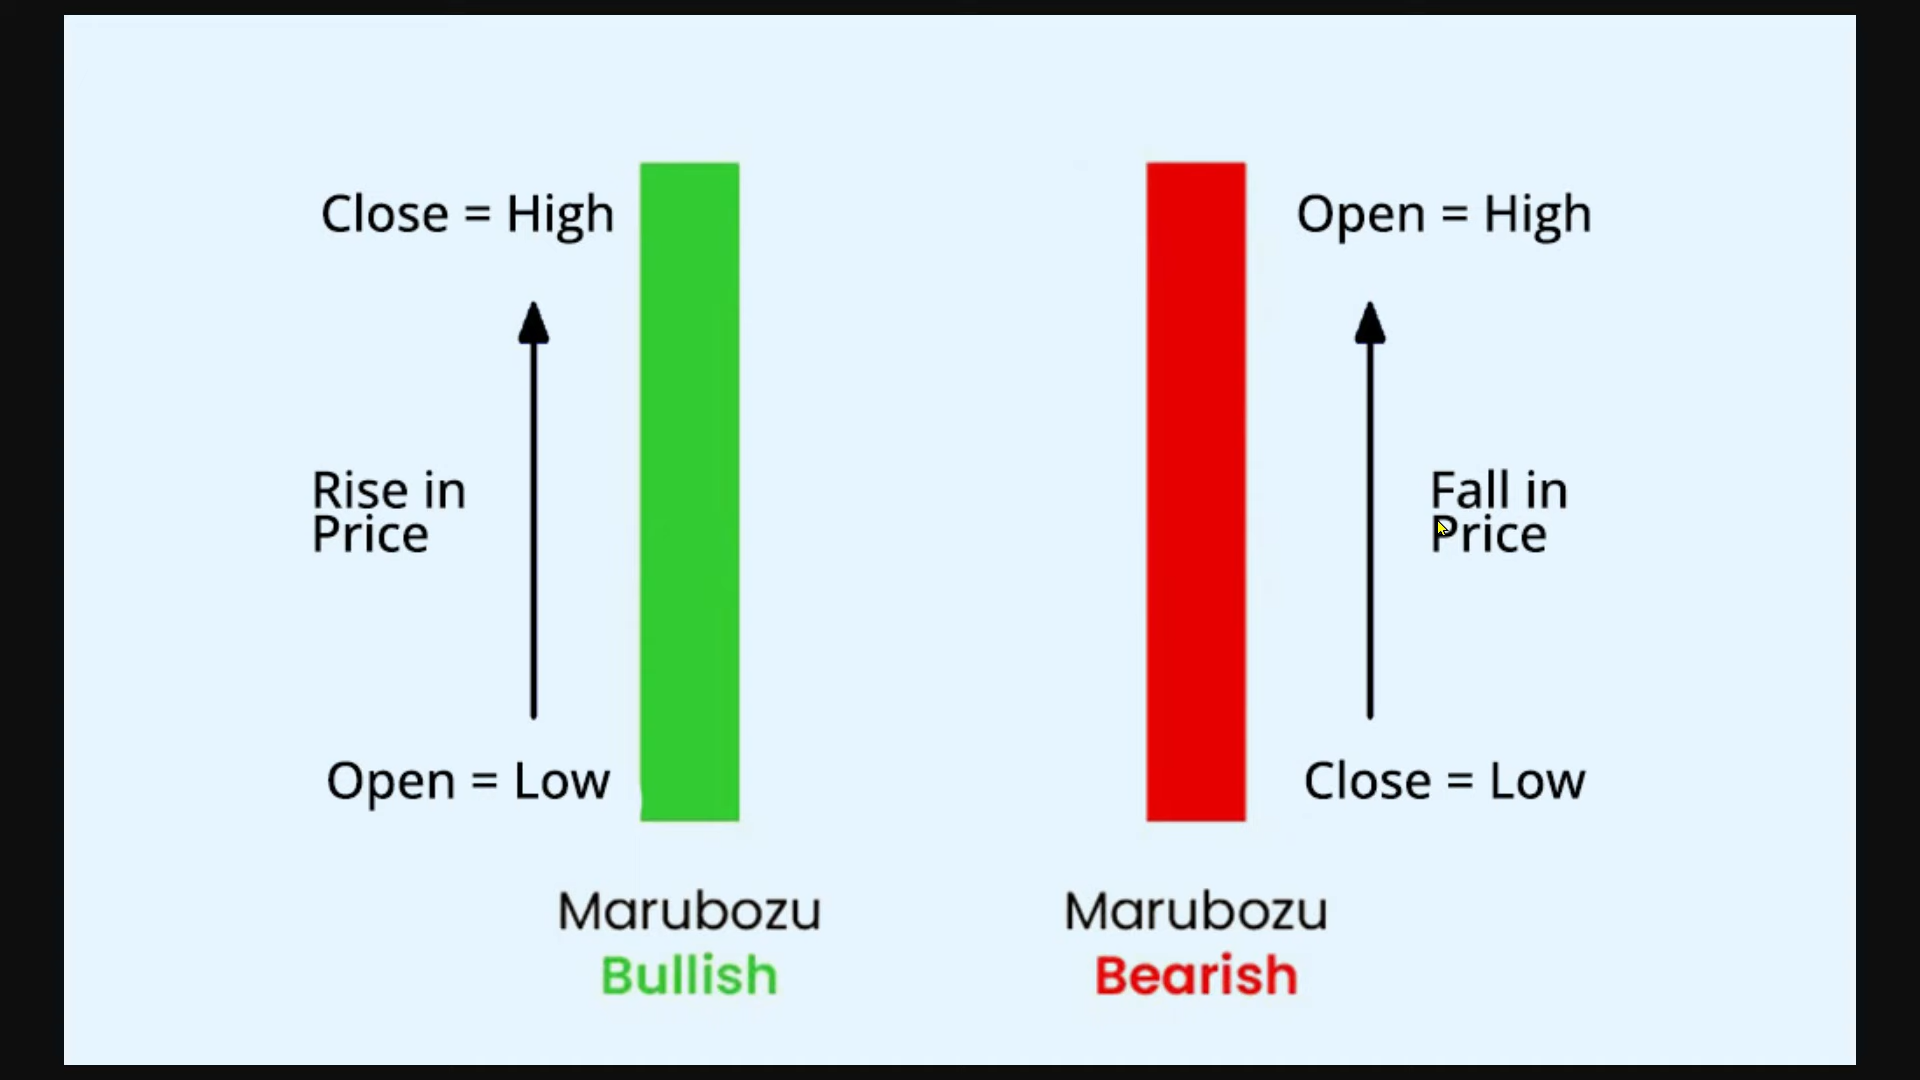 Close = High
Open = High
Rise in
Price
Fall in
Price
Open = Low
Close = Low
Marubozu
Bullish
Marubozu
Bearish